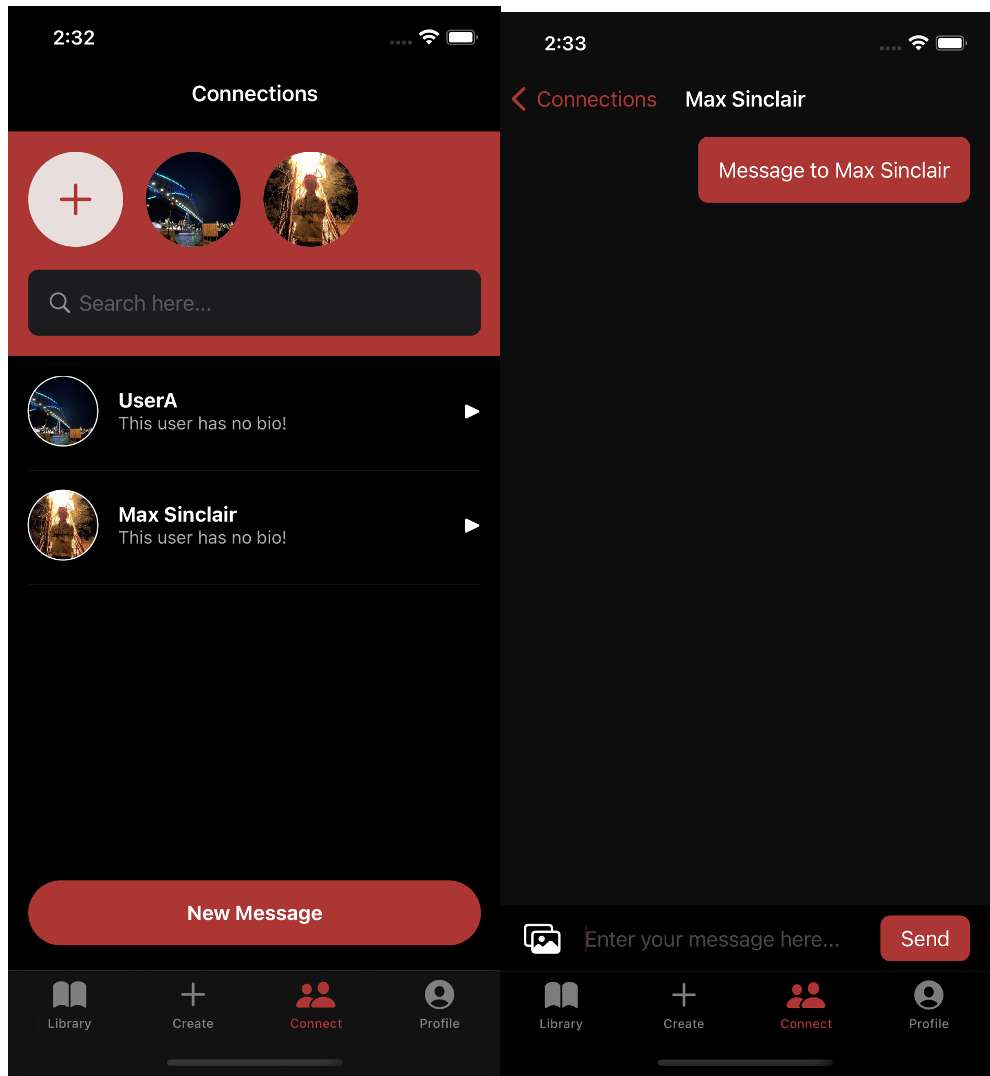 2:32
Connections
Search here...
UserA
This user has no bio!
Max Sinclair
This user has no bio!
New Message
Library
Create
Connect
Profile
2:33
Connections
Max Sinclair
Message to Max Sinclair
Enter your message here...
Send
Library
Create
Connect
Profile